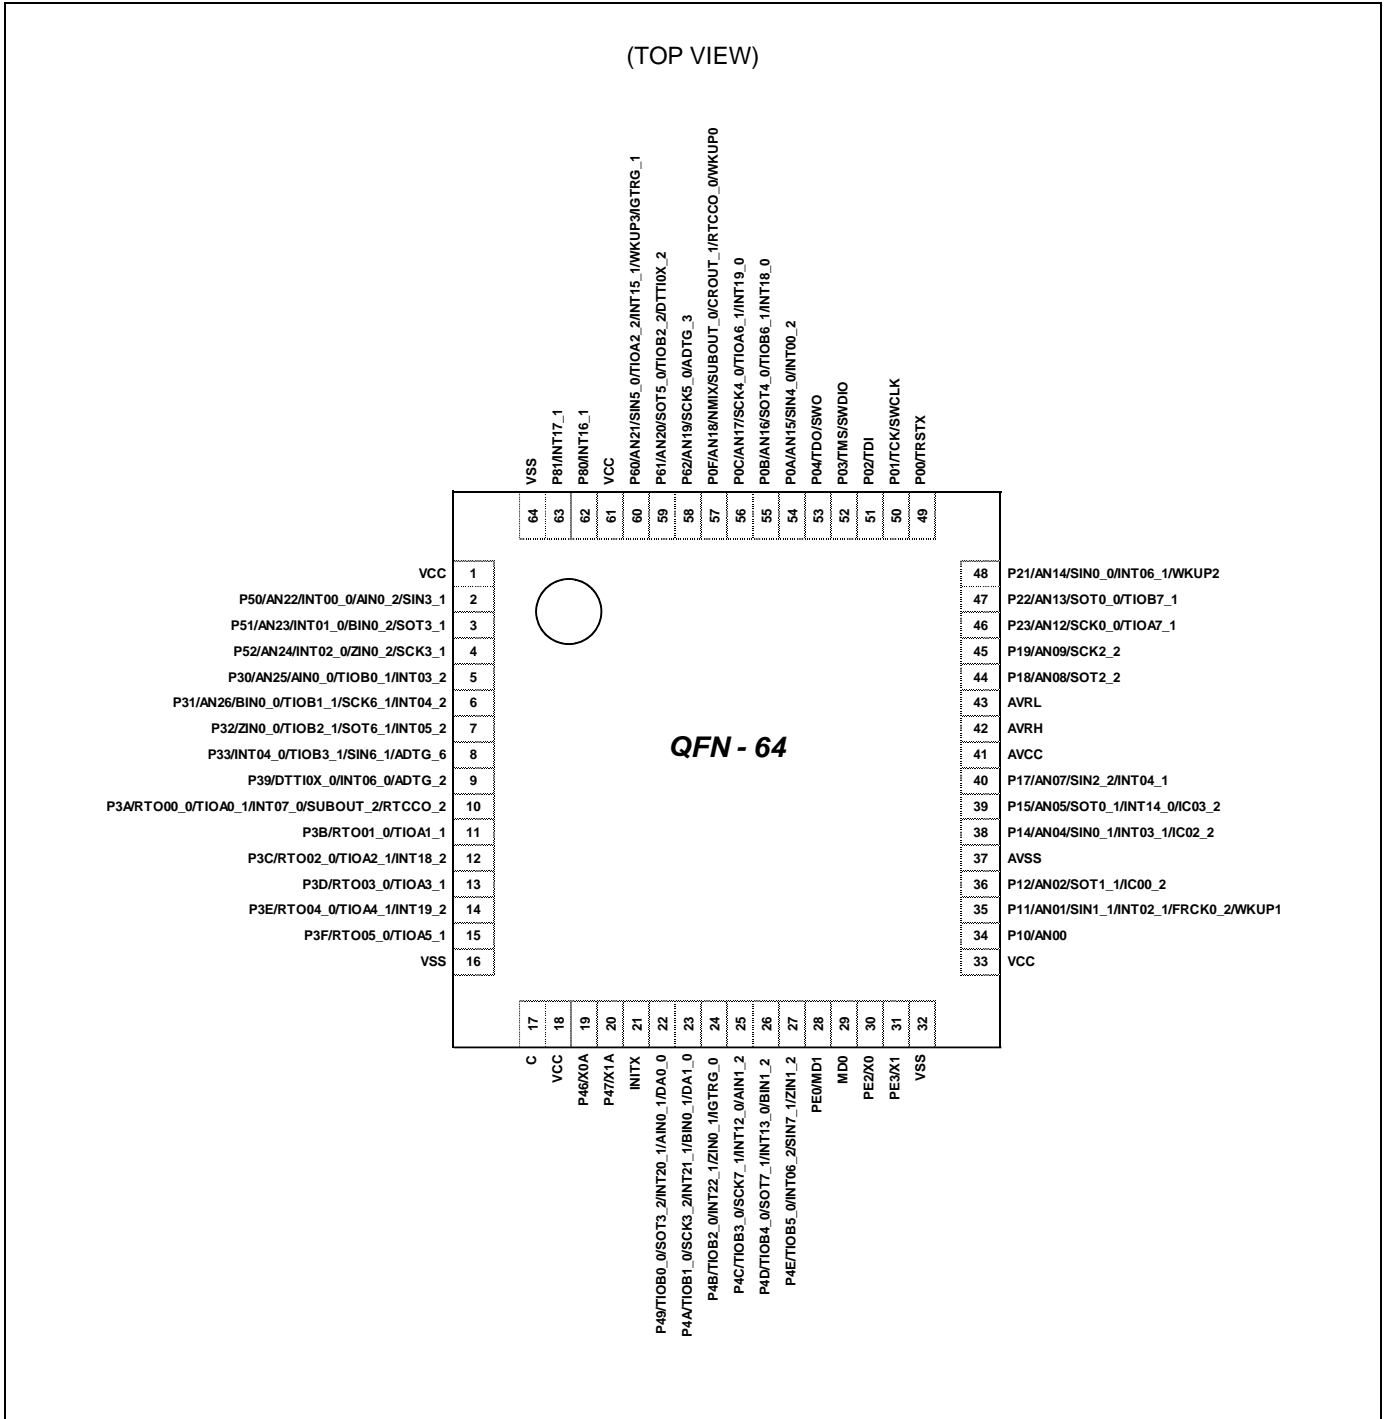 (TOP VIEW)
VSS
P81/INT17_1
P80/INT16_1
VCC
P60/AN21/SIN5_0/TIOA2_2/INT15_1/WKUP3/IGTRG_1
P61/AN20/SOT5_0/TIOB2_2/DTTI0X_2
P62/AN19/SCK5_0/ADTG_3
P0F/AN18/NMIX/SUBOUT_0/CROUT_1/RTCCO_0/WKUP0
P0C/AN17/SCK4_0/TIOA6_1/INT19_0
P0B/AN16/SOT4_0/TIOB6_1/INT18_0
P0A/AN15/SIN4_0/INT00_2
P04/TDO/SWO
P03/TMS/SWDIO
P02/TDI
P01/TCK/SWCLK
P00/TRSTX
64
63
62
61
60
59
58
57
56
55
54
53
52
51
50
49
VCC 1
P50/AN22/INT00_0/AIN0_2/SIN3_1 2
P51/AN23/INT01_0/BIN0_2/SOT3_1 3
P52/AN24/INT02_0/ZIN0_2/SCK3_1 4
P30/AN25/AIN0_0/TIOB0_1/INT03_2 5
P31/AN26/BIN0_0/TIOB1_1/SCK6_1/INT04_2 6
P32/ZIN0_0/TIOB2_1/SOT6_1/INT05_2 7
P33/INT04_0/TIOB3_1/SIN6_1/ADTG_6 8
P39/DTTI0X_0/INT06_0/ADTG_2 9
P3A/RTO00_0/TIOA0_1/INT07_0/SUBOUT_2/RTCCO_2 10
P3B/RTO01_0/TIOA1_1 11
P3C/RTO02_0/TIOA2_1/INT18_2 12
P3D/RTO03_0/TIOA3_1 13
P3E/RTO04_0/TIOA4_1/INT19_2 14
P3F/RTO05_0/TIOA5_1 15
VSS 16
QFN - 64
48 P21/AN14/SIN0_0/INT06_1/WKUP2
47 P22/AN13/SOT0_0/TIOB7_1
46 P23/AN12/SCK0_0/TIOA7_1
45 P19/AN09/SCK2_2
44 P18/AN08/SOT2_2
43 AVRL
42 AVRH
41 AVCC
40 P17/AN07/SIN2_2/INT04_1
39 P15/AN05/SOT0_1/INT14_0/IC03_2
38 P14/AN04/SIN0_1/INT03_1/IC02_2
37 AVSS
36 P12/AN02/SOT1_1/IC00_2
35 P11/AN01/SIN1_1/INT02_1/FRCK0_2/WKUP1
34 P10/AN00
33 VCC
17
18
19
20
21
22
23
24
25
26
27
28
29
30
31
32
C
VCC
P46/X0A
P47/X1A
INITX
P49/TIOB0_0/SOT3_2/INT20_1/AIN0_1/DA0_0
P4A/TIOB1_0/SCK3_2/INT21_1/BIN0_1/DA1_0
P4B/TIOB2_0/INT22_1/ZIN0_1/IGTRG_0
P4C/TIOB3_0/SCK7_1/INT12_0/AIN1_2
P4D/TIOB4_0/SOT7_1/INT13_0/BIN1_2
P4E/TIOB5_0/INT06_2/SIN7_1/ZIN1_2
PE0/MD1
MD0
PE2/X0
PE3/X1
VSS